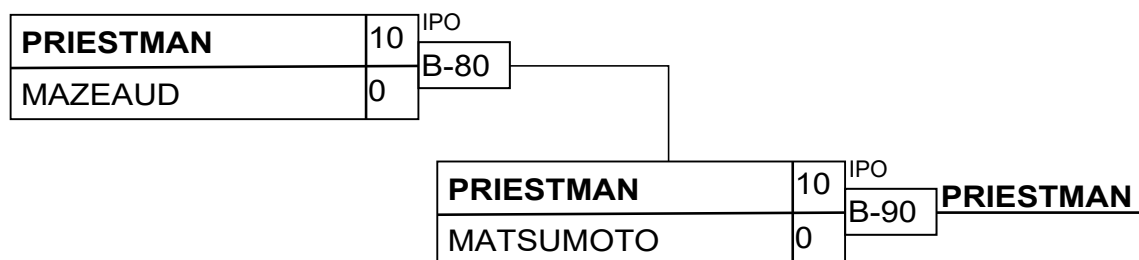 PRIESTMAN 10 IPO
B-80
MAZEAUD 0
PRIESTMAN 10 IPO
B-90 PRIESTMAN
MATSUMOTO 0